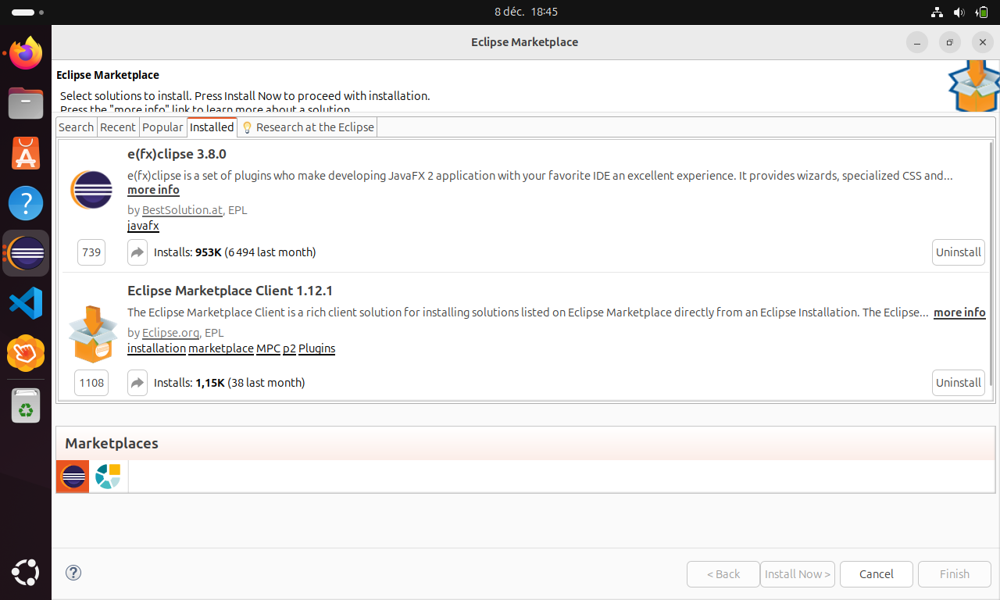 8 déc. 18:45
Eclipse Marketplace
Eclipse Marketplace
Select solutions to install. Press Install Now to proceed with installation.
Press the "more info" link to learn more about a solution.
Search Recent Popular Installed Research at the Eclipse
e(fx)clipse 3.8.0
e(fx)clipse is a set of plugins who make developing JavaFX 2 application with your favorite IDE an excellent experience. It provides wizards, specialized CSS and...
more info
by BestSolution.at, EPL
javafx
739 Installs: 953K (6 494 last month) Uninstall
Eclipse Marketplace Client 1.12.1
The Eclipse Marketplace Client is a rich client solution for installing solutions listed on Eclipse Marketplace directly from an Eclipse Installation. The Eclipse... more info
by Eclipse.org, EPL
installation marketplace MPC p2 Plugins
1108 Installs: 1,15K (38 last month) Uninstall
Marketplaces
< Back Install Now > Cancel Finish